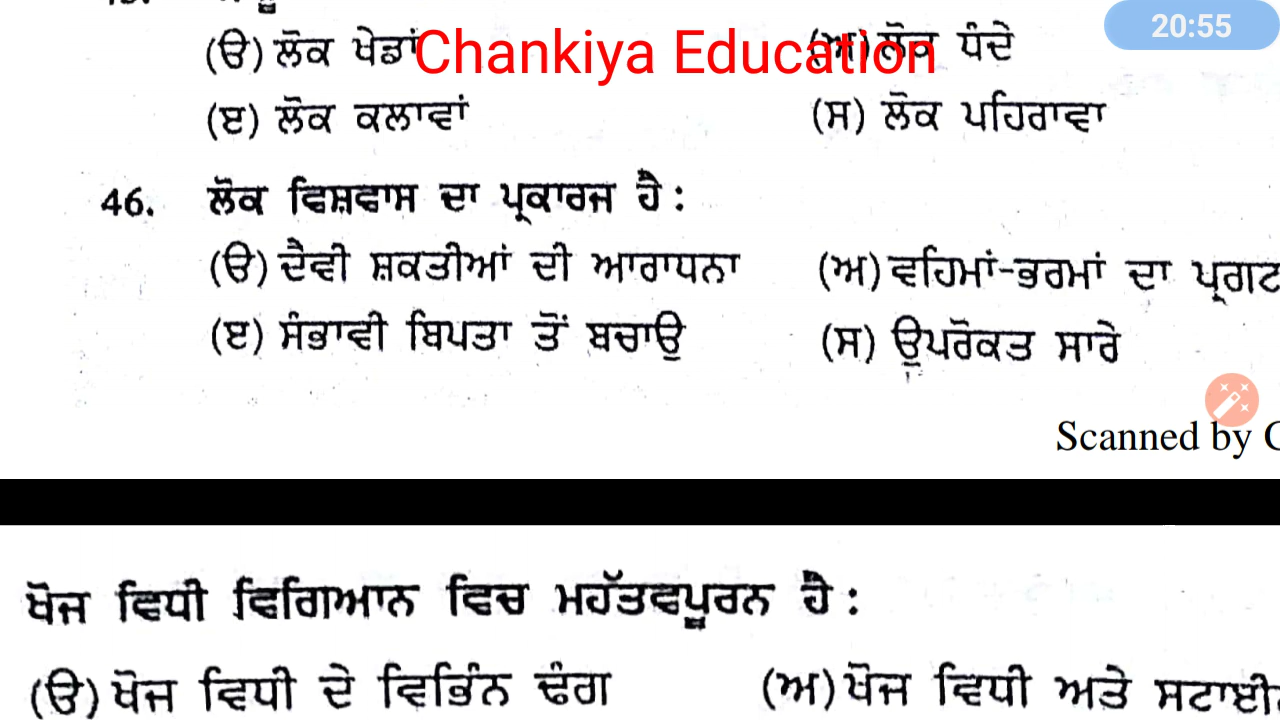 20:55
Chankiya Education
(ੳ) ਲੋਕ ਖੇਡਾਂ (ਅ) ਲੋਕ ਧੰਦੇ
(ੲ) ਲੋਕ ਕਲਾਵਾਂ (ਸ) ਲੋਕ ਪਹਿਰਾਵਾ
46. ਲੋਕ ਵਿਸ਼ਵਾਸ ਦਾ ਪ੍ਰਕਾਰਜ ਹੈ :
(ੳ) ਦੈਵੀ ਸ਼ਕਤੀਆਂ ਦੀ ਆਰਾਧਨਾ (ਅ) ਵਹਿਮਾਂ-ਭਰਮਾਂ ਦਾ ਪ੍ਰਗਟ
(ੲ) ਸੰਭਾਵੀ ਬਿਪਤਾ ਤੋਂ ਬਚਾਉ (ਸ) ਉਪਰੋਕਤ ਸਾਰੇ
Scanned by C
ਖੋਜ ਵਿਧੀ ਵਿਗਿਆਨ ਵਿਚ ਮਹੱਤਵਪੂਰਨ ਹੈ :
(ੳ) ਖੋਜ ਵਿਧੀ ਦੇ ਵਿਭਿੰਨ ਢੰਗ (ਅ) ਖੋਜ ਵਿਧੀ ਅਤੇ ਸਟਾਈ